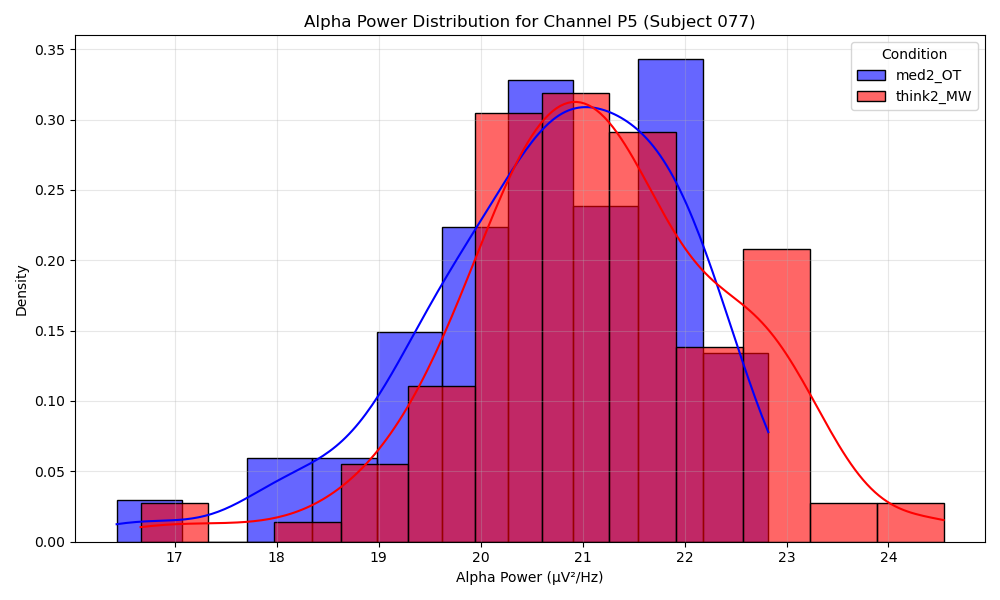 Alpha Power Distribution for Channel P5 (Subject 077)
Condition
med2_OT
think2_MW
0.35
0.30
0.25
0.20
0.15
0.10
0.05
0.00
Density
17 18 19 20 21 22 23 24
Alpha Power (µV²/Hz)